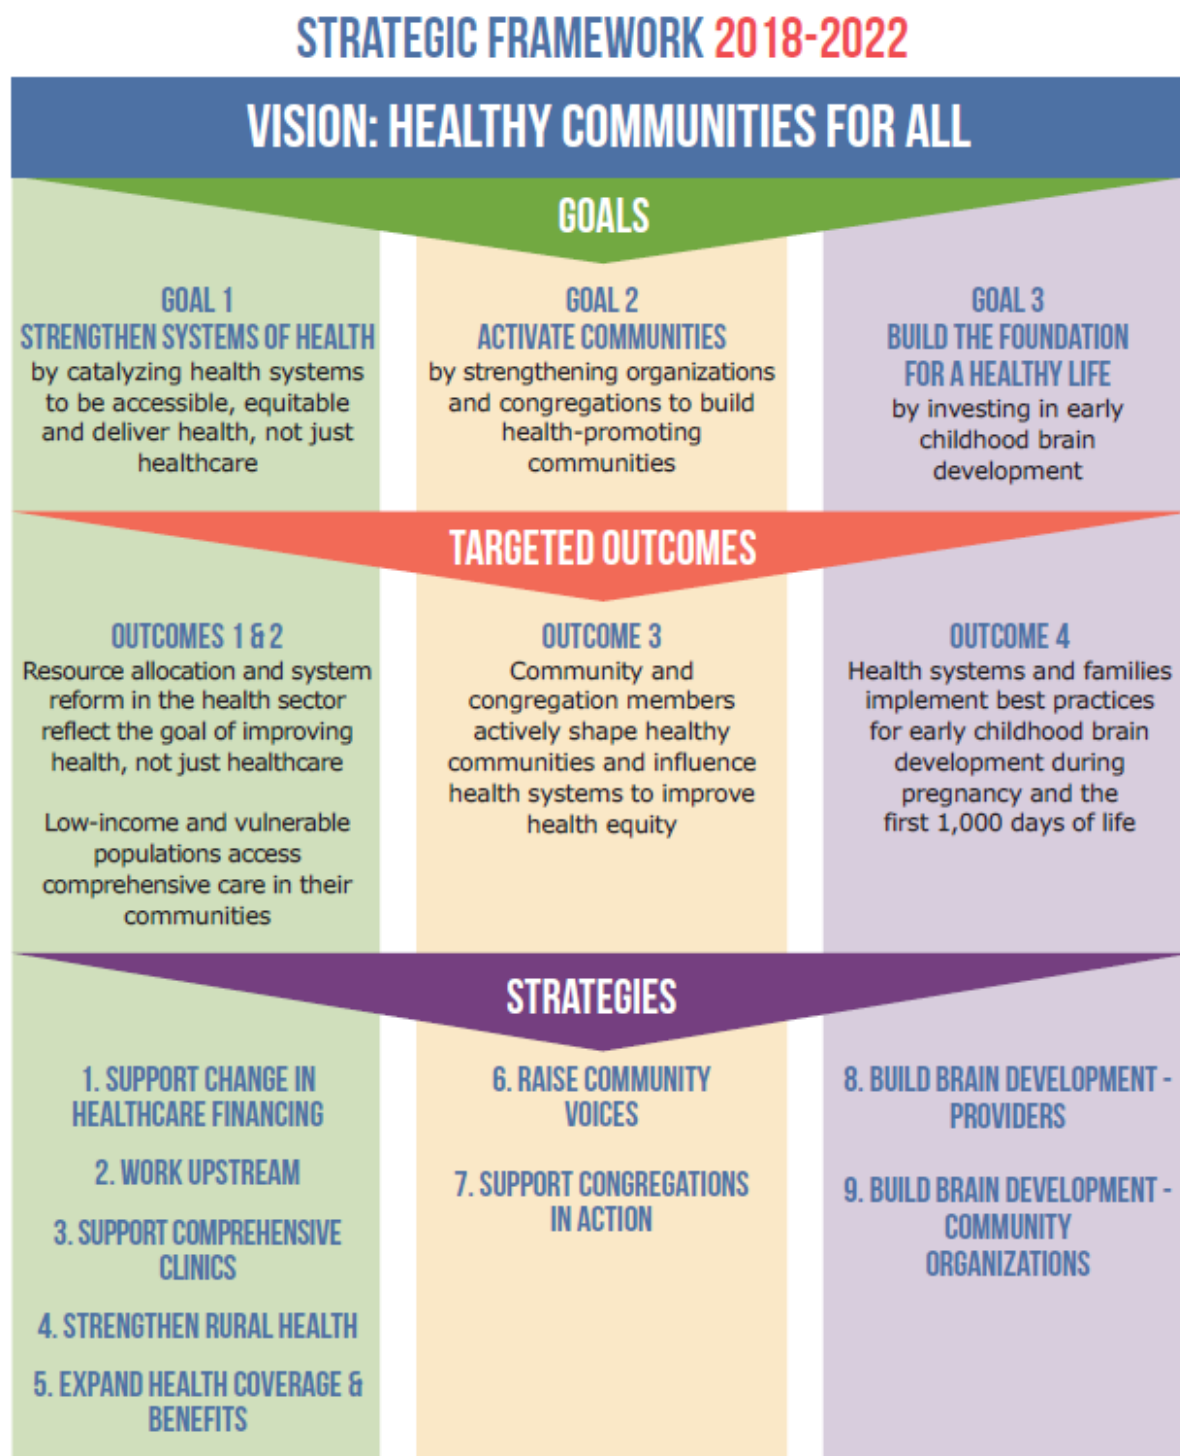 STRATEGIC FRAMEWORK 2018-2022
VISION: HEALTHY COMMUNITIES FOR ALL
GOALS
GOAL 1
STRENGTHEN SYSTEMS OF HEALTH
by catalyzing health systems
to be accessible, equitable
and deliver health, not just
healthcare
GOAL 2
ACTIVATE COMMUNITIES
by strengthening organizations
and congregations to build
health-promoting
communities
GOAL 3
BUILD THE FOUNDATION
FOR A HEALTHY LIFE
by investing in early
childhood brain
development
TARGETED OUTCOMES
OUTCOMES 1 & 2
Resource allocation and system
reform in the health sector
reflect the goal of improving
health, not just healthcare
Low-income and vulnerable
populations access
comprehensive care in their
communities
OUTCOME 3
Community and
congregation members
actively shape healthy
communities and influence
health systems to improve
health equity
OUTCOME 4
Health systems and families
implement best practices
for early childhood brain
development during
pregnancy and the
first 1,000 days of life
STRATEGIES
1. SUPPORT CHANGE IN
HEALTHCARE FINANCING
2. WORK UPSTREAM
3. SUPPORT COMPREHENSIVE
CLINICS
4. STRENGTHEN RURAL HEALTH
5. EXPAND HEALTH COVERAGE &
BENEFITS
6. RAISE COMMUNITY
VOICES
7. SUPPORT CONGREGATIONS
IN ACTION
8. BUILD BRAIN DEVELOPMENT -
PROVIDERS
9. BUILD BRAIN DEVELOPMENT -
COMMUNITY
ORGANIZATIONS